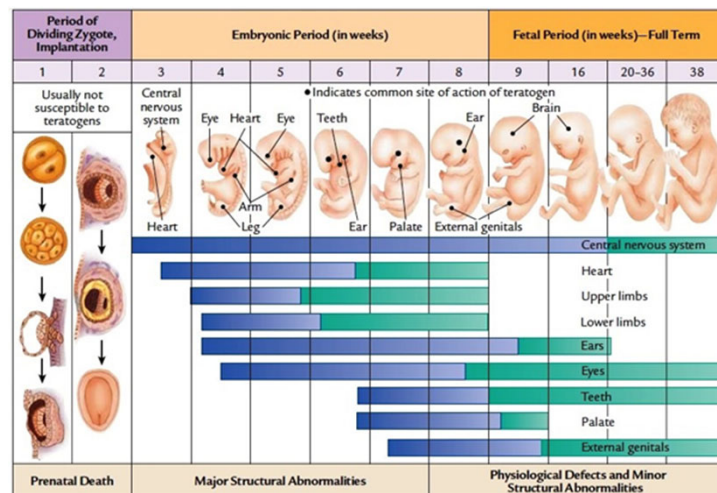 Period of
Dividing Zygote,
Implantation
Embryonic Period (in weeks)
Fetal Period (in weeks)—Full Term
1 2 3 4 5 6 7 8 9 16 20-36 38
Usually not
susceptible to
teratogens
Central
nervous
system
Heart
•Indicates common site of action of teratogen
Eye
Heart
Eye
Arm
Leg
Teeth
Ear
Palate
Ear
External genitals
Brain
Central nervous system
Heart
Upper limbs
Lower limbs
Ears
Eyes
Teeth
Palate
External genitals
Prenatal Death
Major Structural Abnormalities
Physiological Defects and Minor
Structural Abnormalities